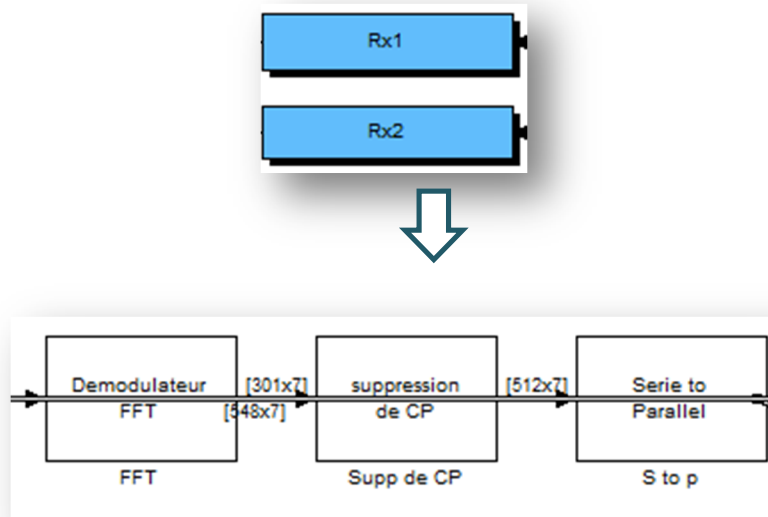 Rx1
Rx2
Demodulateur
FFT
[301x7]
[548x7]
suppression
de CP
[512x7]
Serie to
Parallel
FFT
Supp de CP
S to p